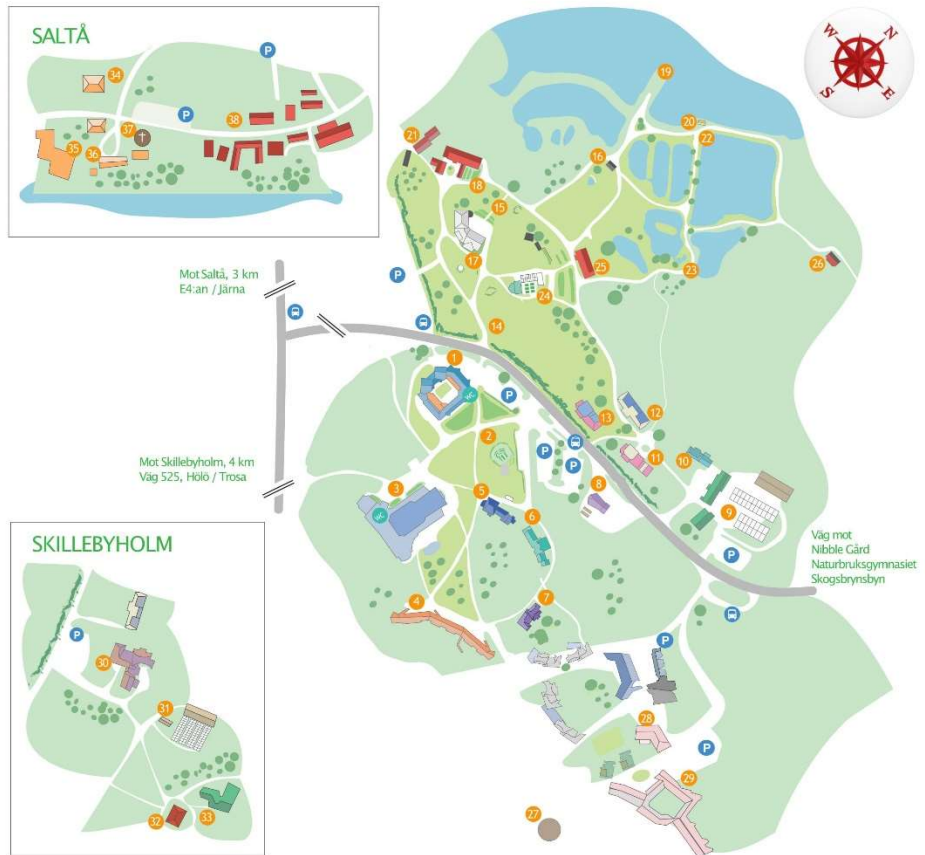 SALTÅ
P
34
P
38
37
35
36
W
N
S
E
19
20
22
21
16
18
15
Mot Saltå, 3 km
E4:an / Järna
P
17
25
23
26
24
14
1
WC
P
12
13
2
P
P
11
10
Mot Skillebyholm, 4 km
Väg 525, Hölö / Trosa
3
WC
5
8
6
9
P
Väg mot
Nibble Gård
Naturbruksgymnasiet
Skogsbrynsbyn
SKILLEBYHOLM
4
7
P
P
30
31
28
P
29
32
33
27